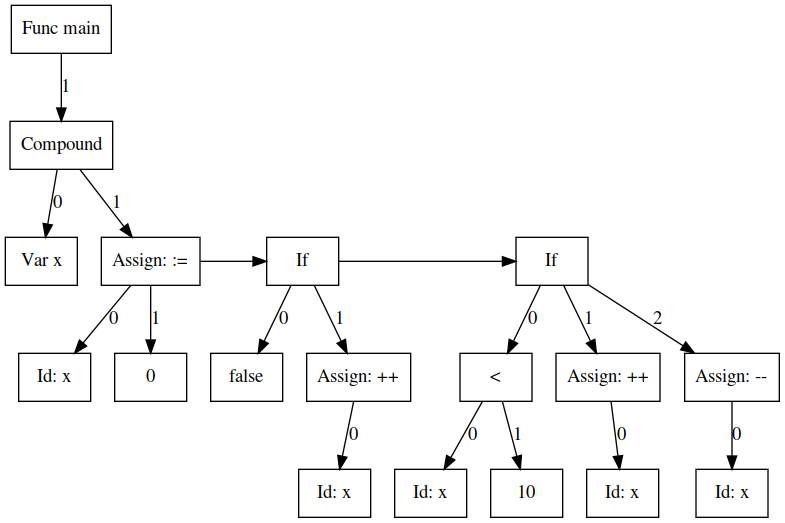 Func main
1
Compound
0
1
Var x
Assign: :=
If
If
0
1
0
1
0
1
2
Id: x
0
false
Assign: ++
<
Assign: ++
Assign: --
0
0
1
0
0
Id: x
Id: x
10
Id: x
Id: x